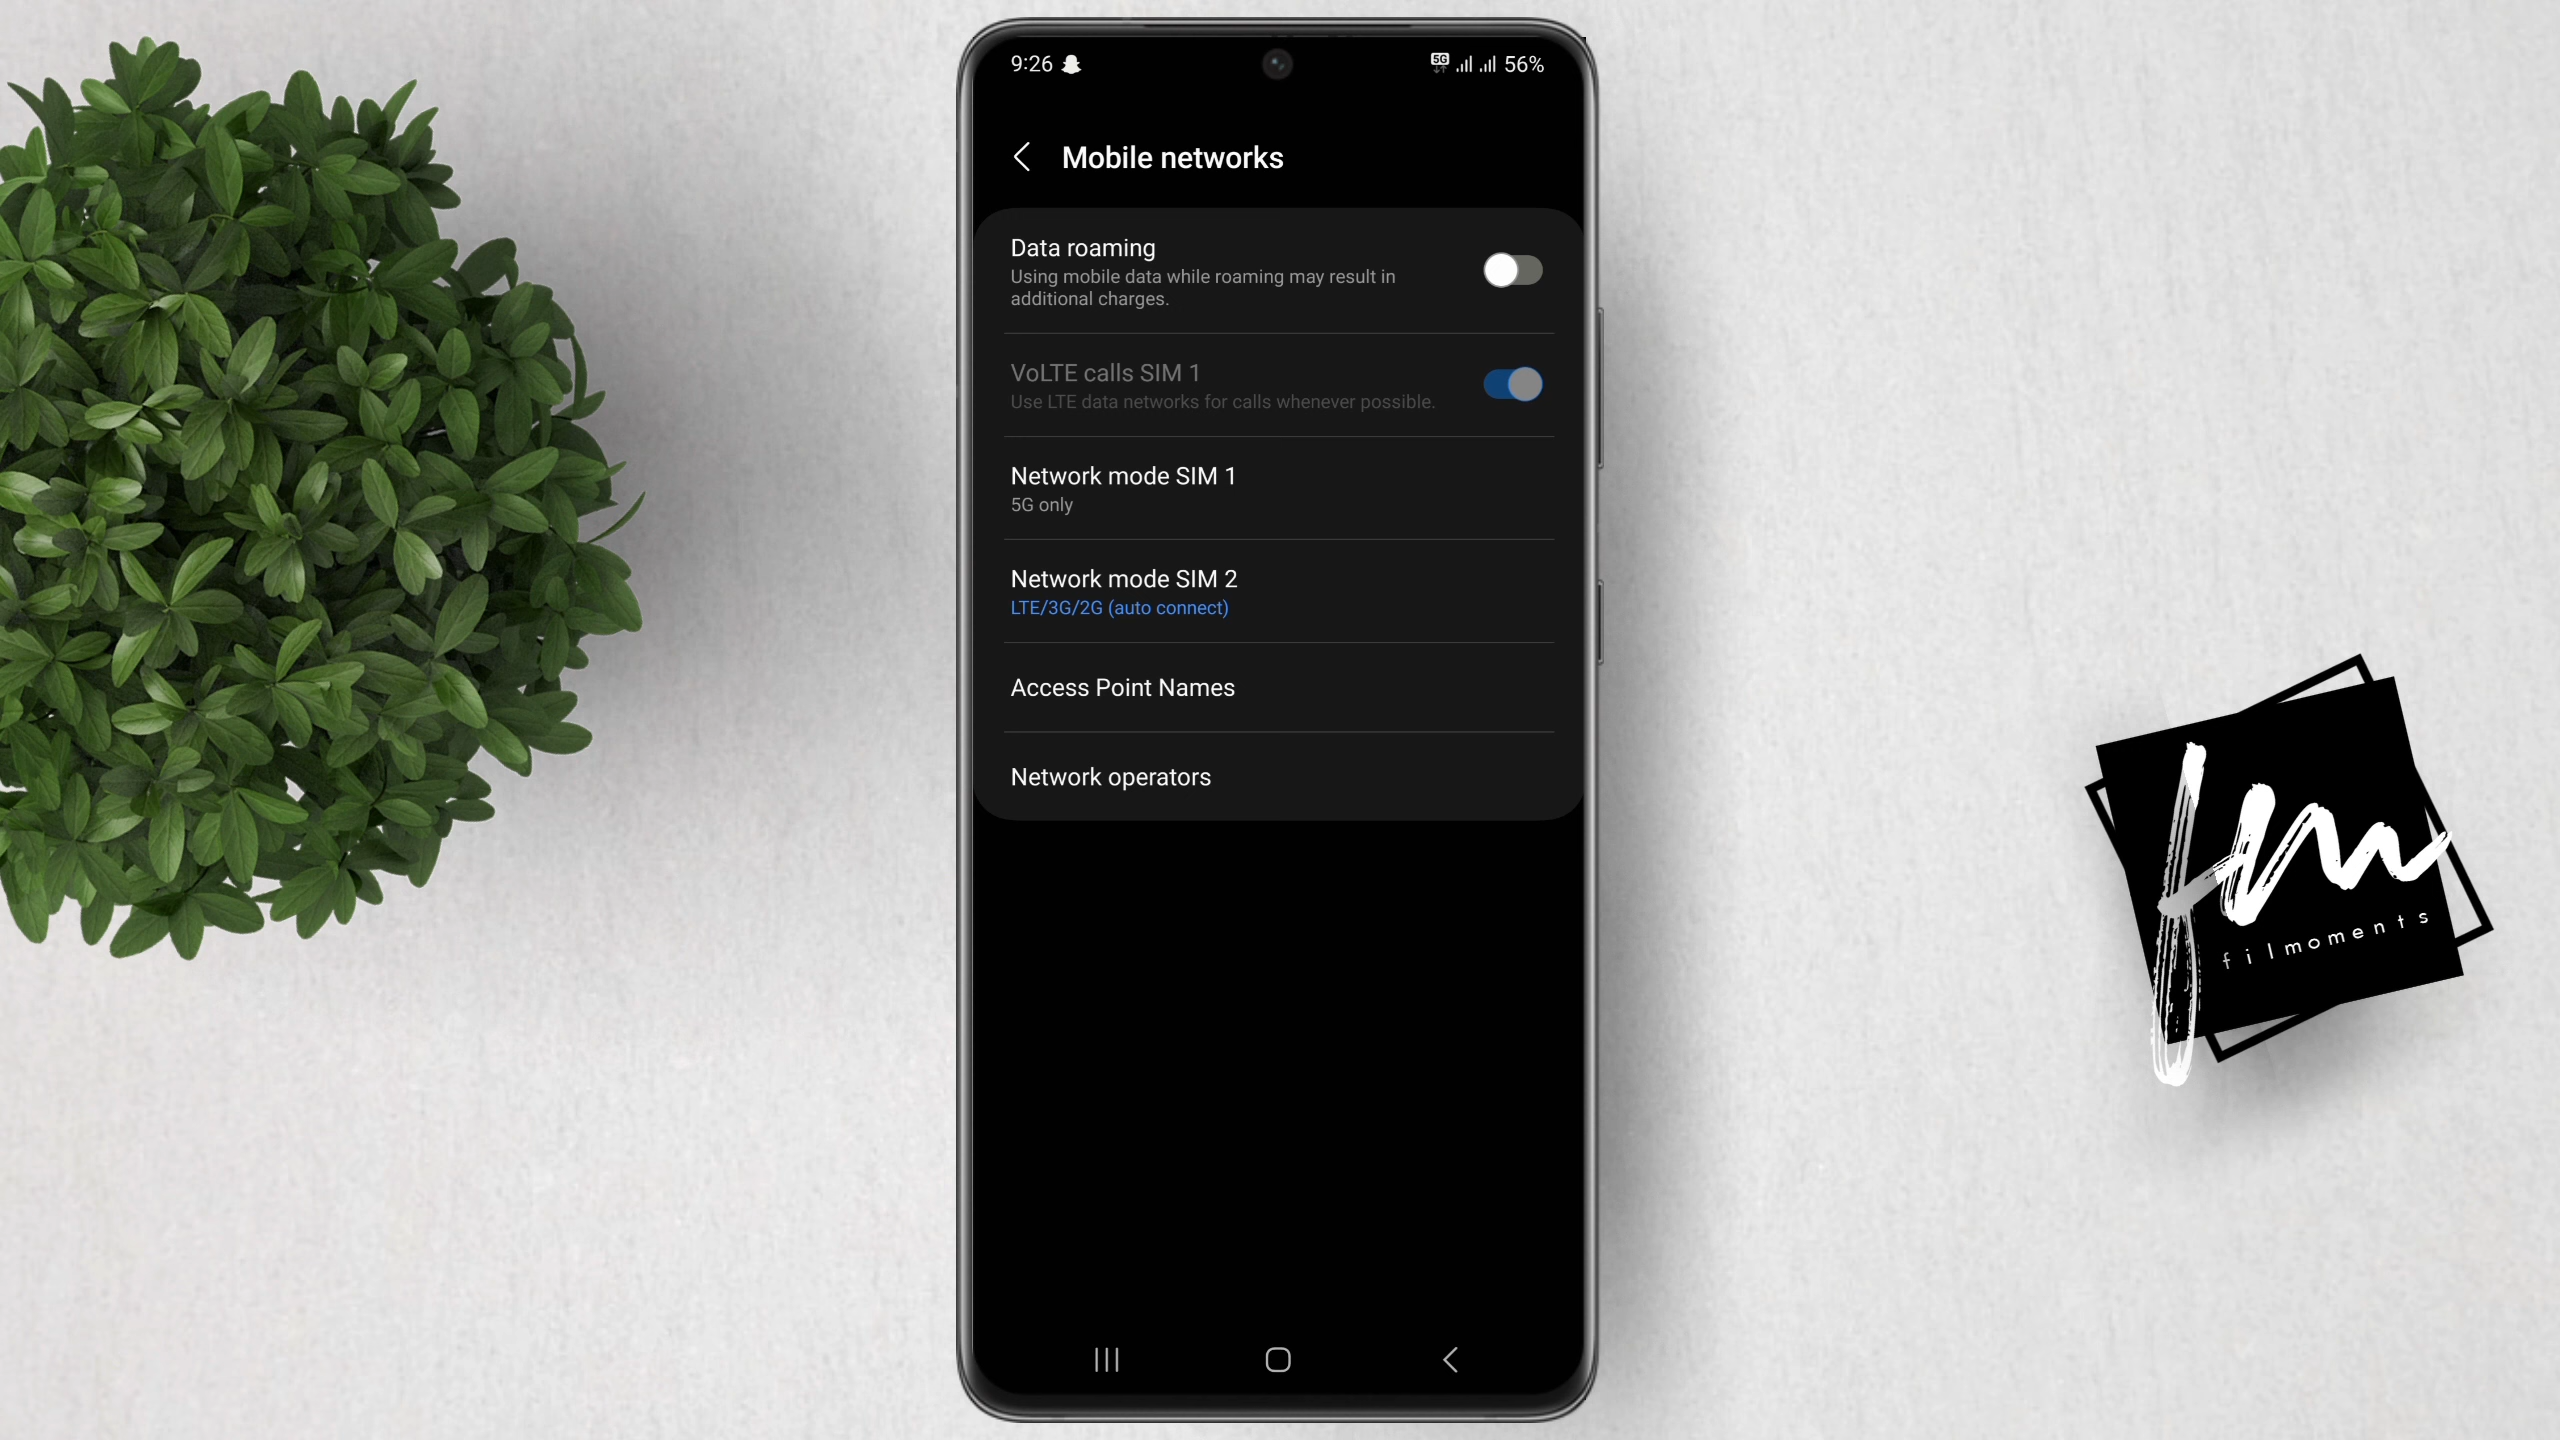 9:26
5G
56%
Mobile networks
Data roaming
Using mobile data while roaming may result in
additional charges.
VoLTE calls SIM 1
Use LTE data networks for calls whenever possible.
Network mode SIM 1
5G only
Network mode SIM 2
LTE/3G/2G (auto connect)
Access Point Names
Network operators
fm
filmoments